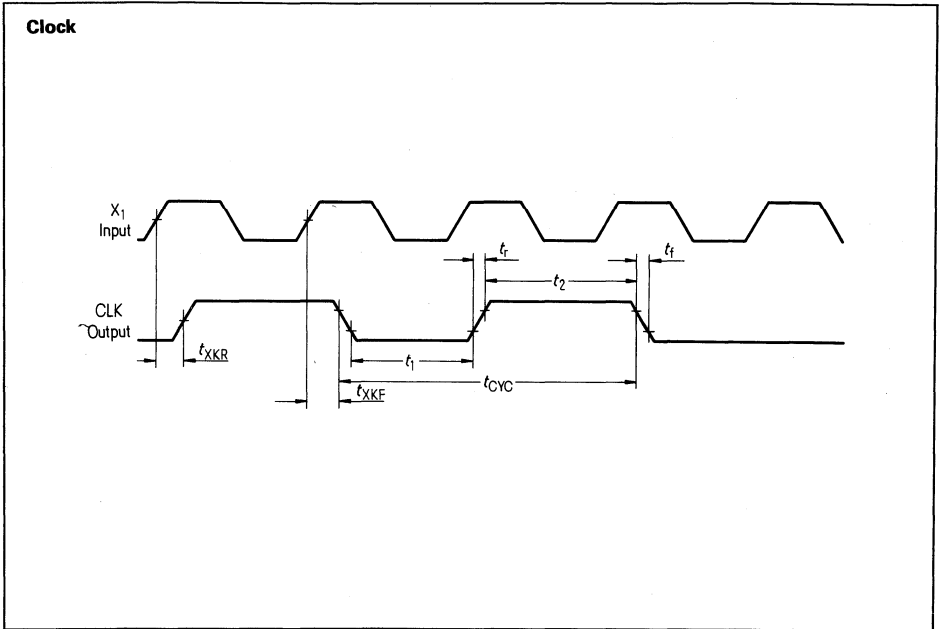 Clock
X1
Input
tr
tf
t2
CLK
Output
tXKR
t1
tCYC
tXKF